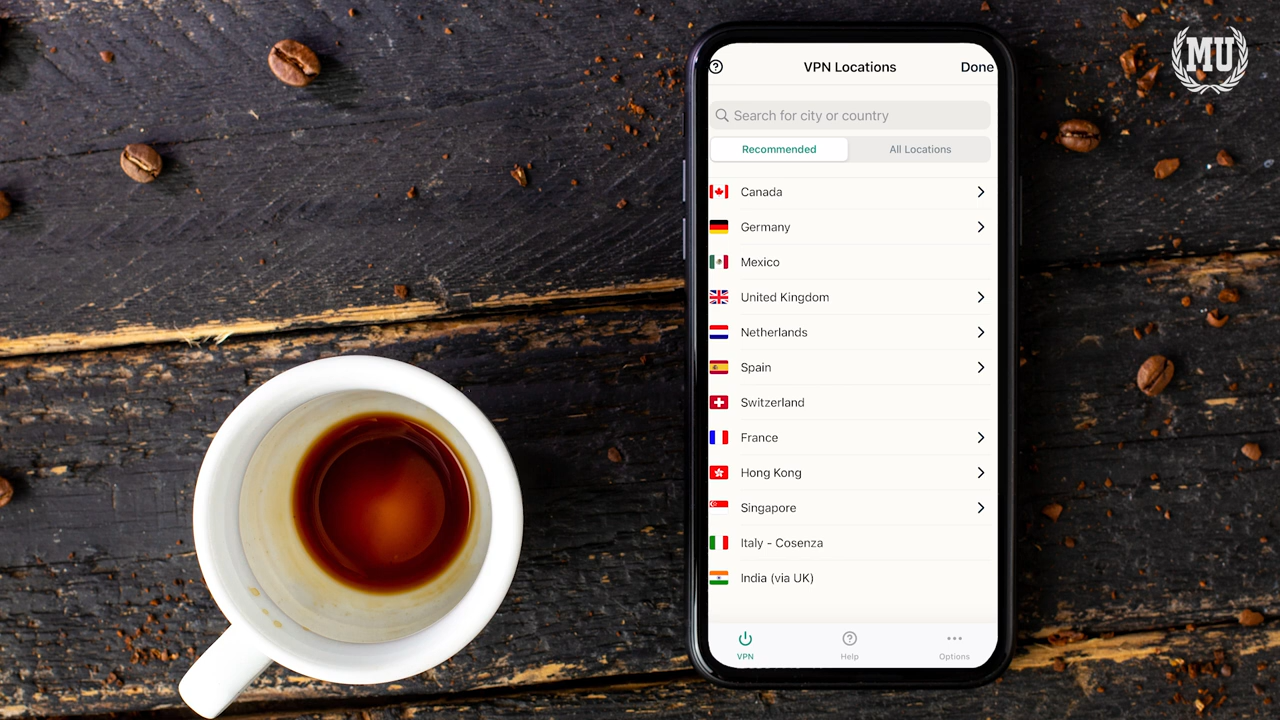 MU
VPN Locations
Done
Search for city or country
Recommended
All Locations
Canada
Germany
Mexico
United Kingdom
Netherlands
Spain
Switzerland
France
Hong Kong
Singapore
Italy - Cosenza
India (via UK)
VPN
Help
Options